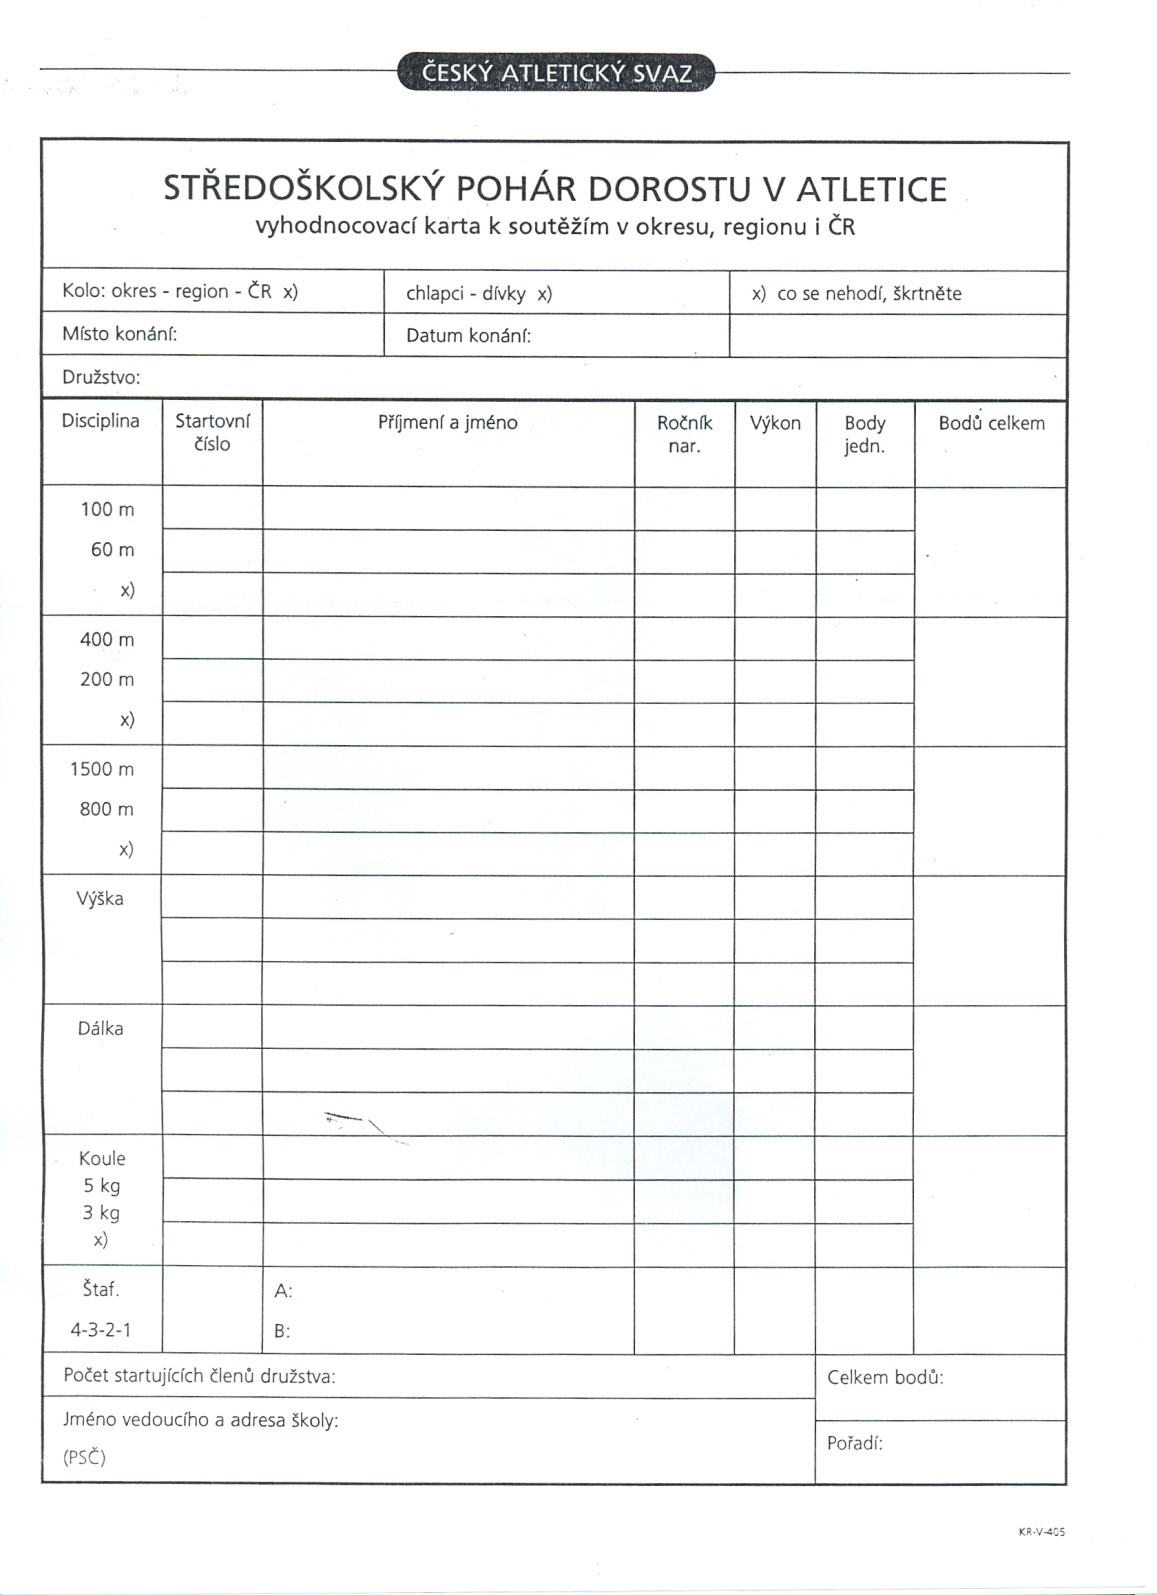 ČESKÝ ATLETICKÝ SVAZ
STŘEDOŠKOLSKÝ POHÁR DOROSTU V ATLETICE
vyhodnocovací karta k soutěžím v okresu, regionu i ČR
Kolo: okres - region - ČR x)
chlapci - dívky x)
x) co se nehodí, škrtněte
Místo konání:
Datum konání:
Družstvo:
Disciplina
Startovní
číslo
Příjmení a jméno
Ročník
nar.
Výkon
Body
jedn.
Bodů celkem
100 m
60 m
x)
400 m
200 m
x)
1500 m
800 m
x)
Výška
Dálka
Koule
5 kg
3 kg
x)
Štaf.
4-3-2-1
A:
B:
Počet startujících členů družstva:
Celkem bodů:
Jméno vedoucího a adresa školy:
(PSČ)
Pořadí:
KR-V-405